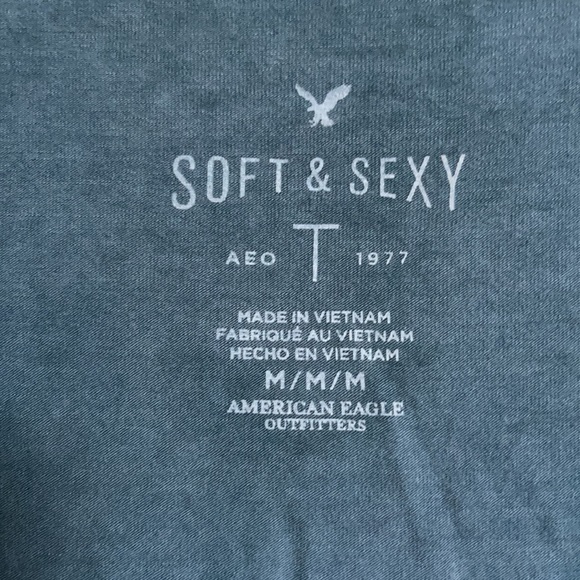 SOFT & SEXY
AEO T 1977
MADE IN VIETNAM
FABRIQUÉ AU VIETNAM
HECHO EN VIETNAM
M/M/M
AMERICAN EAGLE
OUTFITTERS